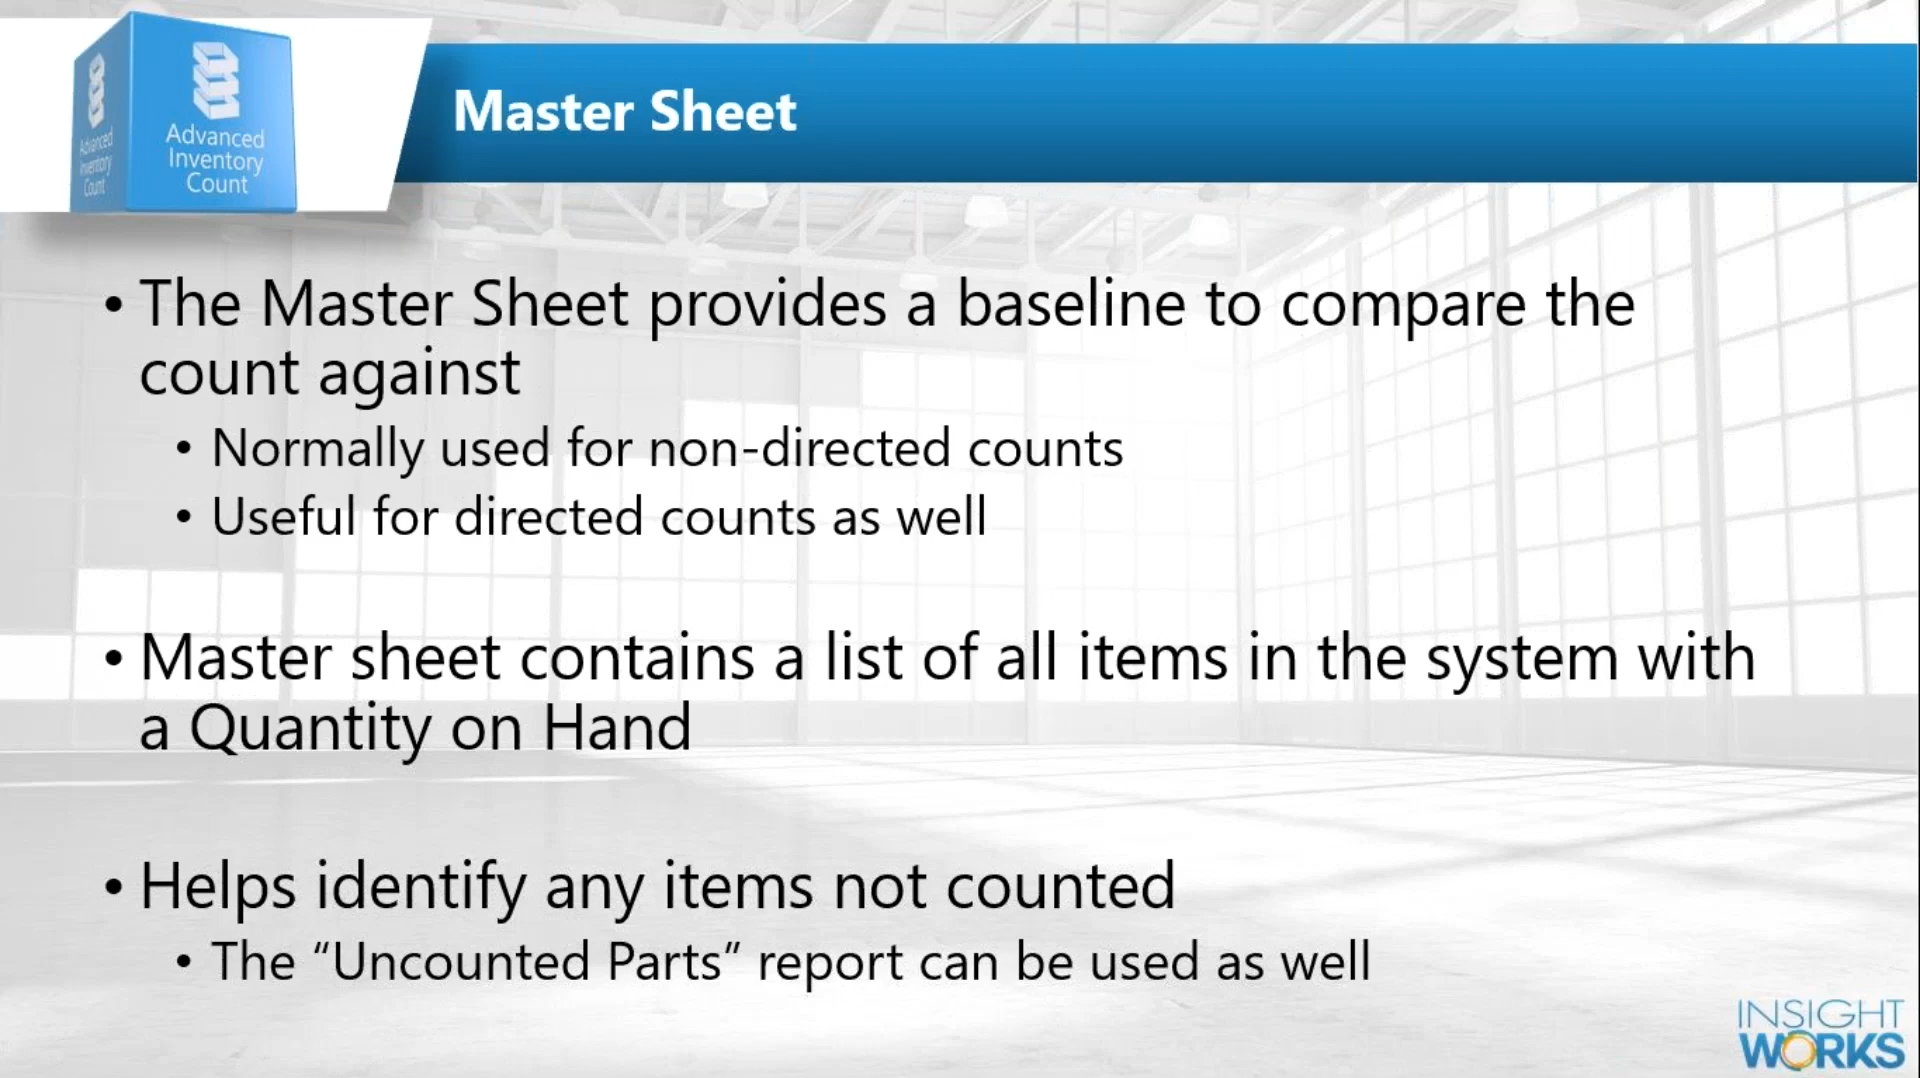 Advanced
Inventory
Count
Advanced
Inventory
Count
Master Sheet
• The Master Sheet provides a baseline to compare the
count against
• Normally used for non-directed counts
• Useful for directed counts as well
• Master sheet contains a list of all items in the system with
a Quantity on Hand
• Helps identify any items not counted
• The “Uncounted Parts” report can be used as well
INSIGHT
WORKS